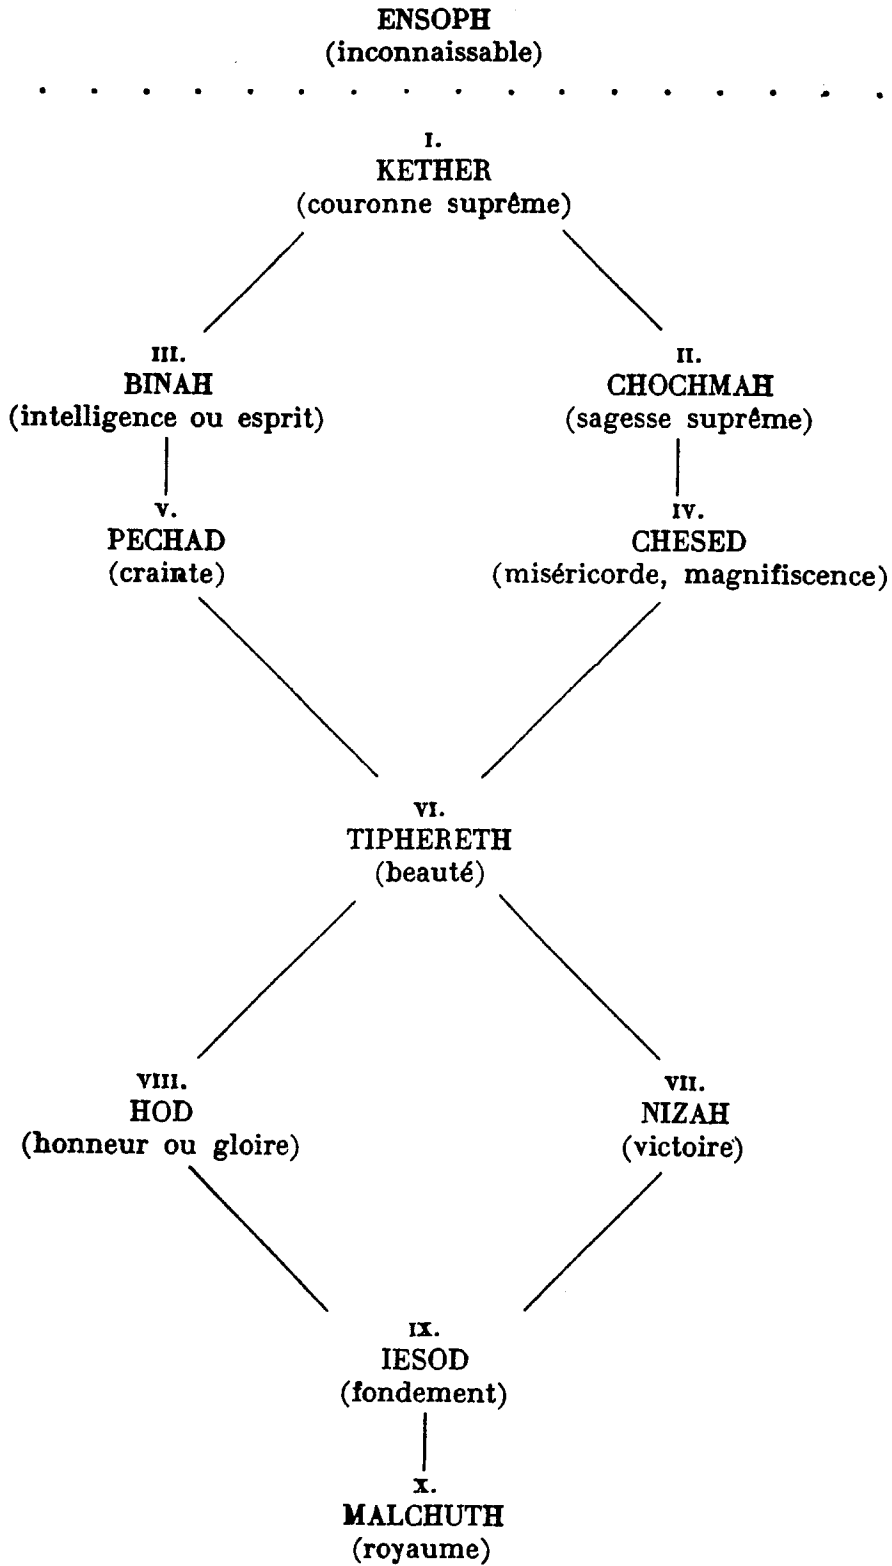 ENSOPH
(inconnaissable)
I.
KETHER
(couronne suprême)
III.
BINAH
(intelligence ou esprit)
II.
CHOCHMAH
(sagesse suprême)
V.
PECHAD
(crainte)
IV.
CHESED
(miséricorde, magnifiscence)
VI.
TIPHERETH
(beauté)
VIII.
HOD
(honneur ou gloire)
VII.
NIZAH
(victoire)
IX.
IESOD
(fondement)
X.
MALCHUTH
(royaume)